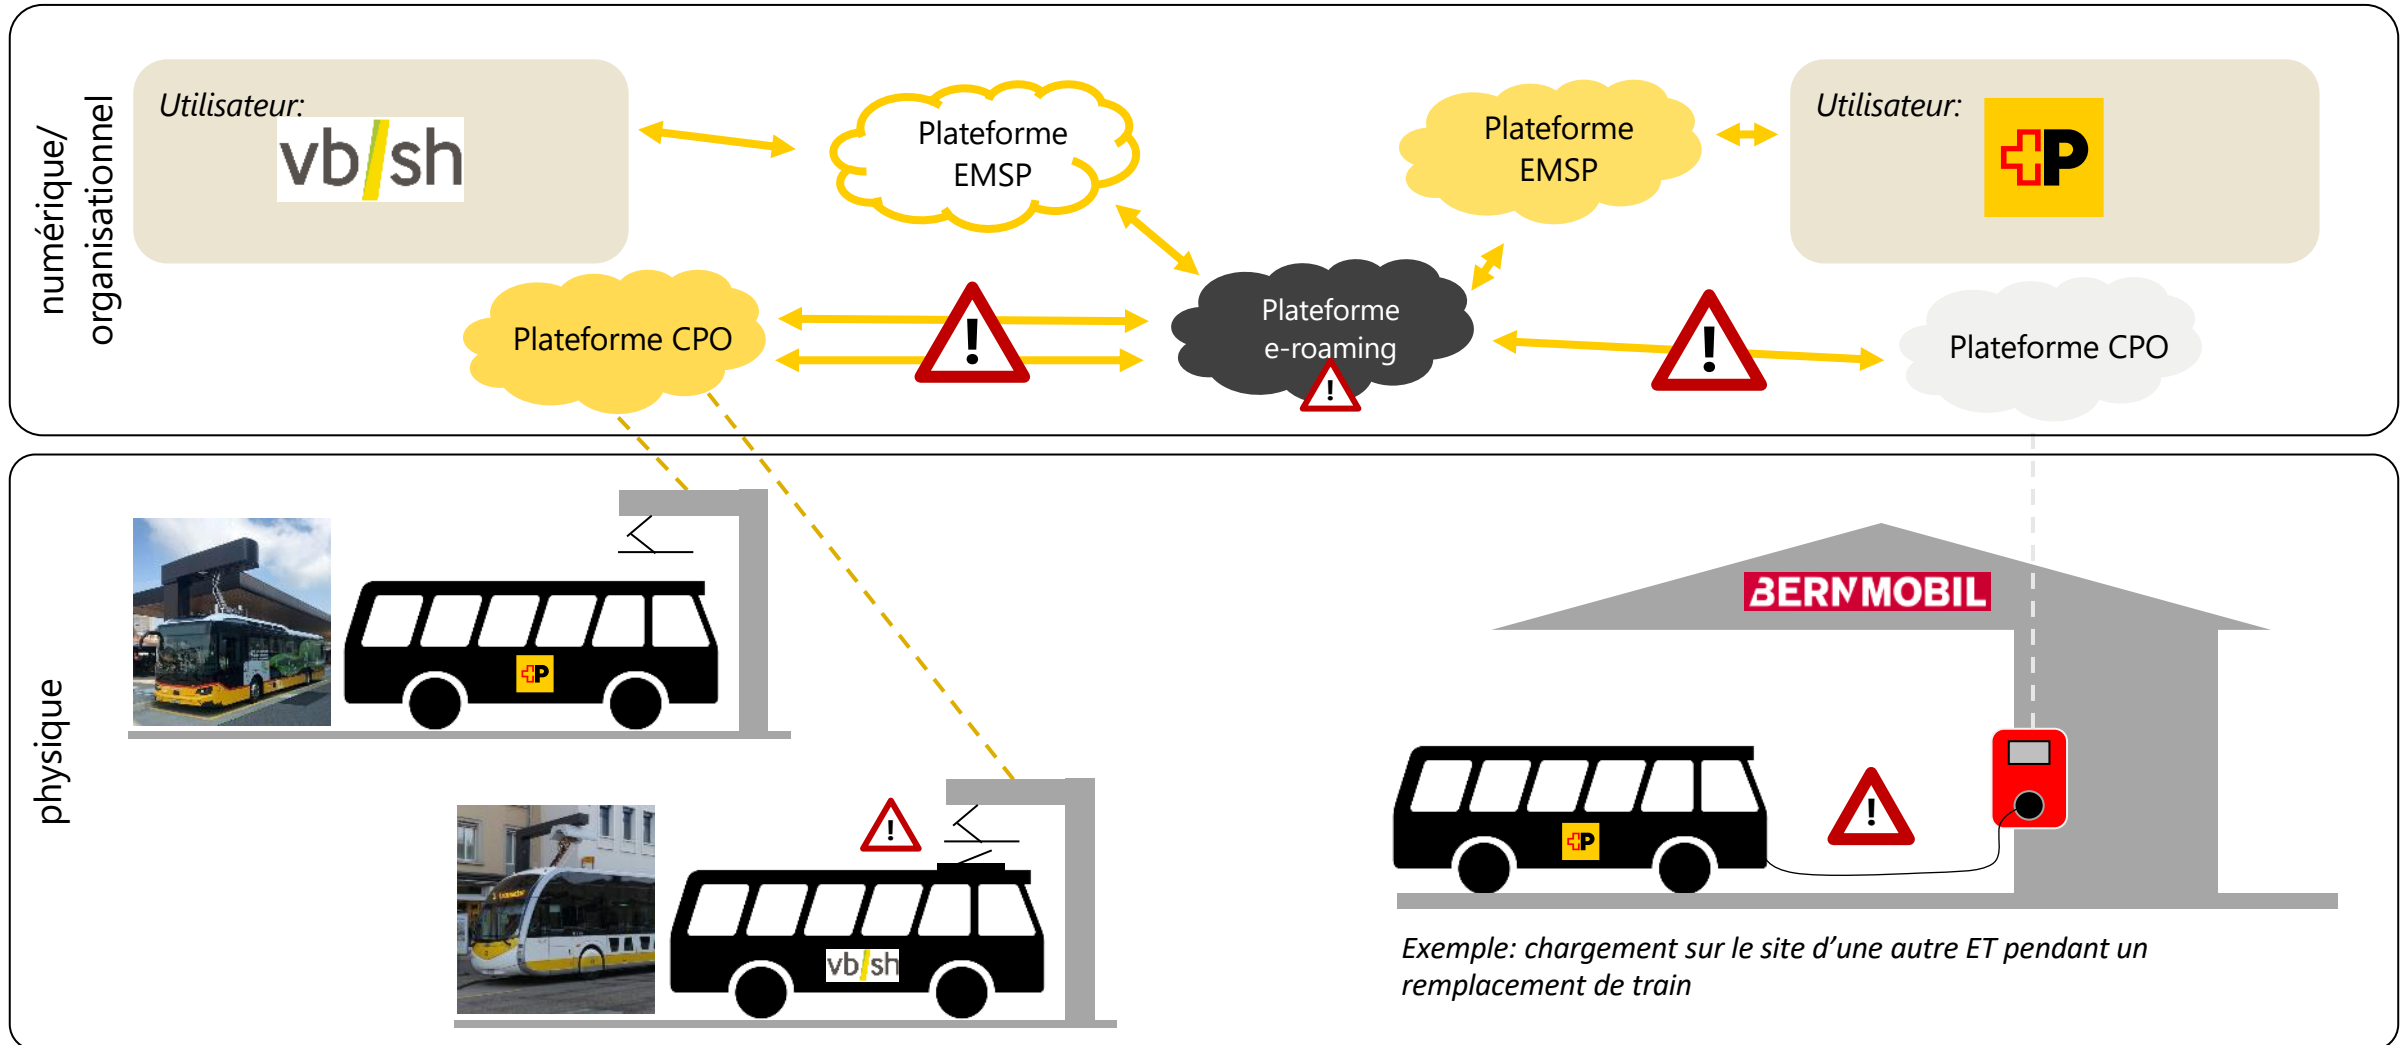 numérique/
organisationnel
Utilisateur:
vb/sh
Plateforme
EMSP
Plateforme
EMSP
Utilisateur:
P
Plateforme CPO
!
Plateforme
e-roaming
!
!
Plateforme CPO
physique
P
BERNMOBIL
!
vb/sh
P
!
Exemple: chargement sur le site d'une autre ET pendant un
remplacement de train